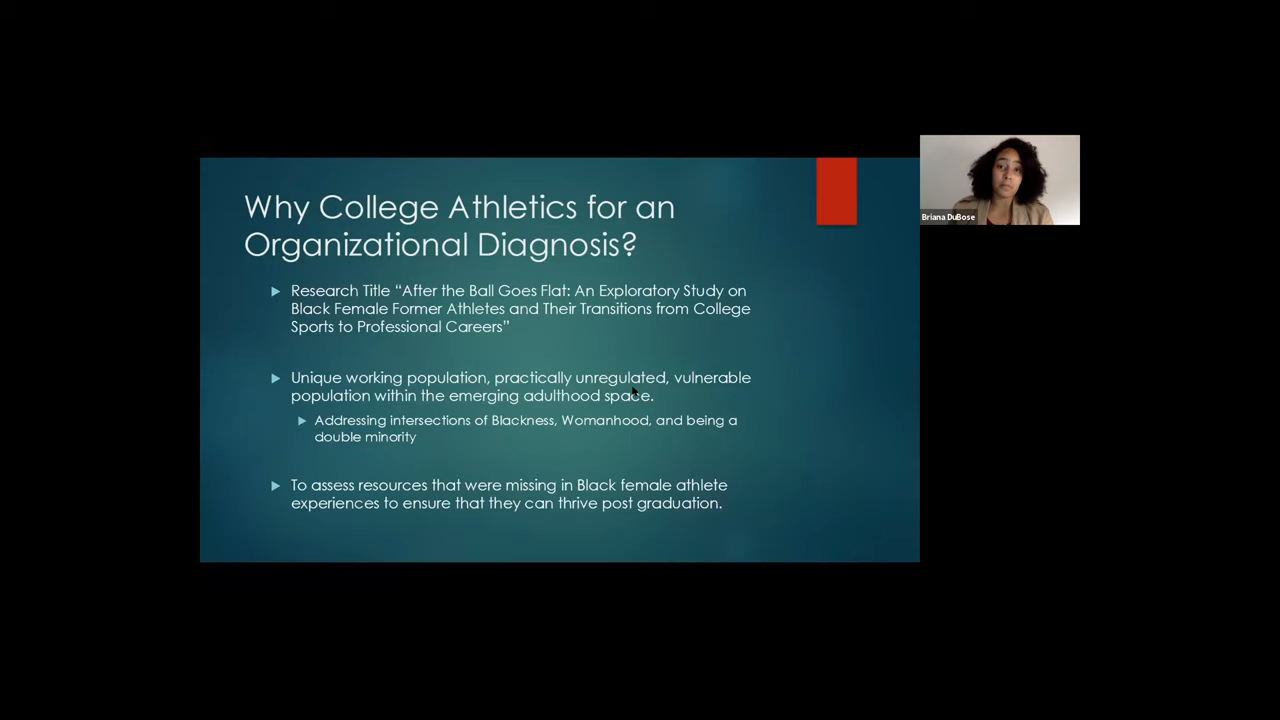 Why College Athletics for an
Organizational Diagnosis?
Research Title “After the Ball Goes Flat: An Exploratory Study on
Black Female Former Athletes and Their Transitions from College
Sports to Professional Careers”
Unique working population, practically unregulated, vulnerable
population within the emerging adulthood space.
Addressing intersections of Blackness, Womanhood, and being a
double minority
To assess resources that were missing in Black female athlete
experiences to ensure that they can thrive post graduation.
Briana DuBose